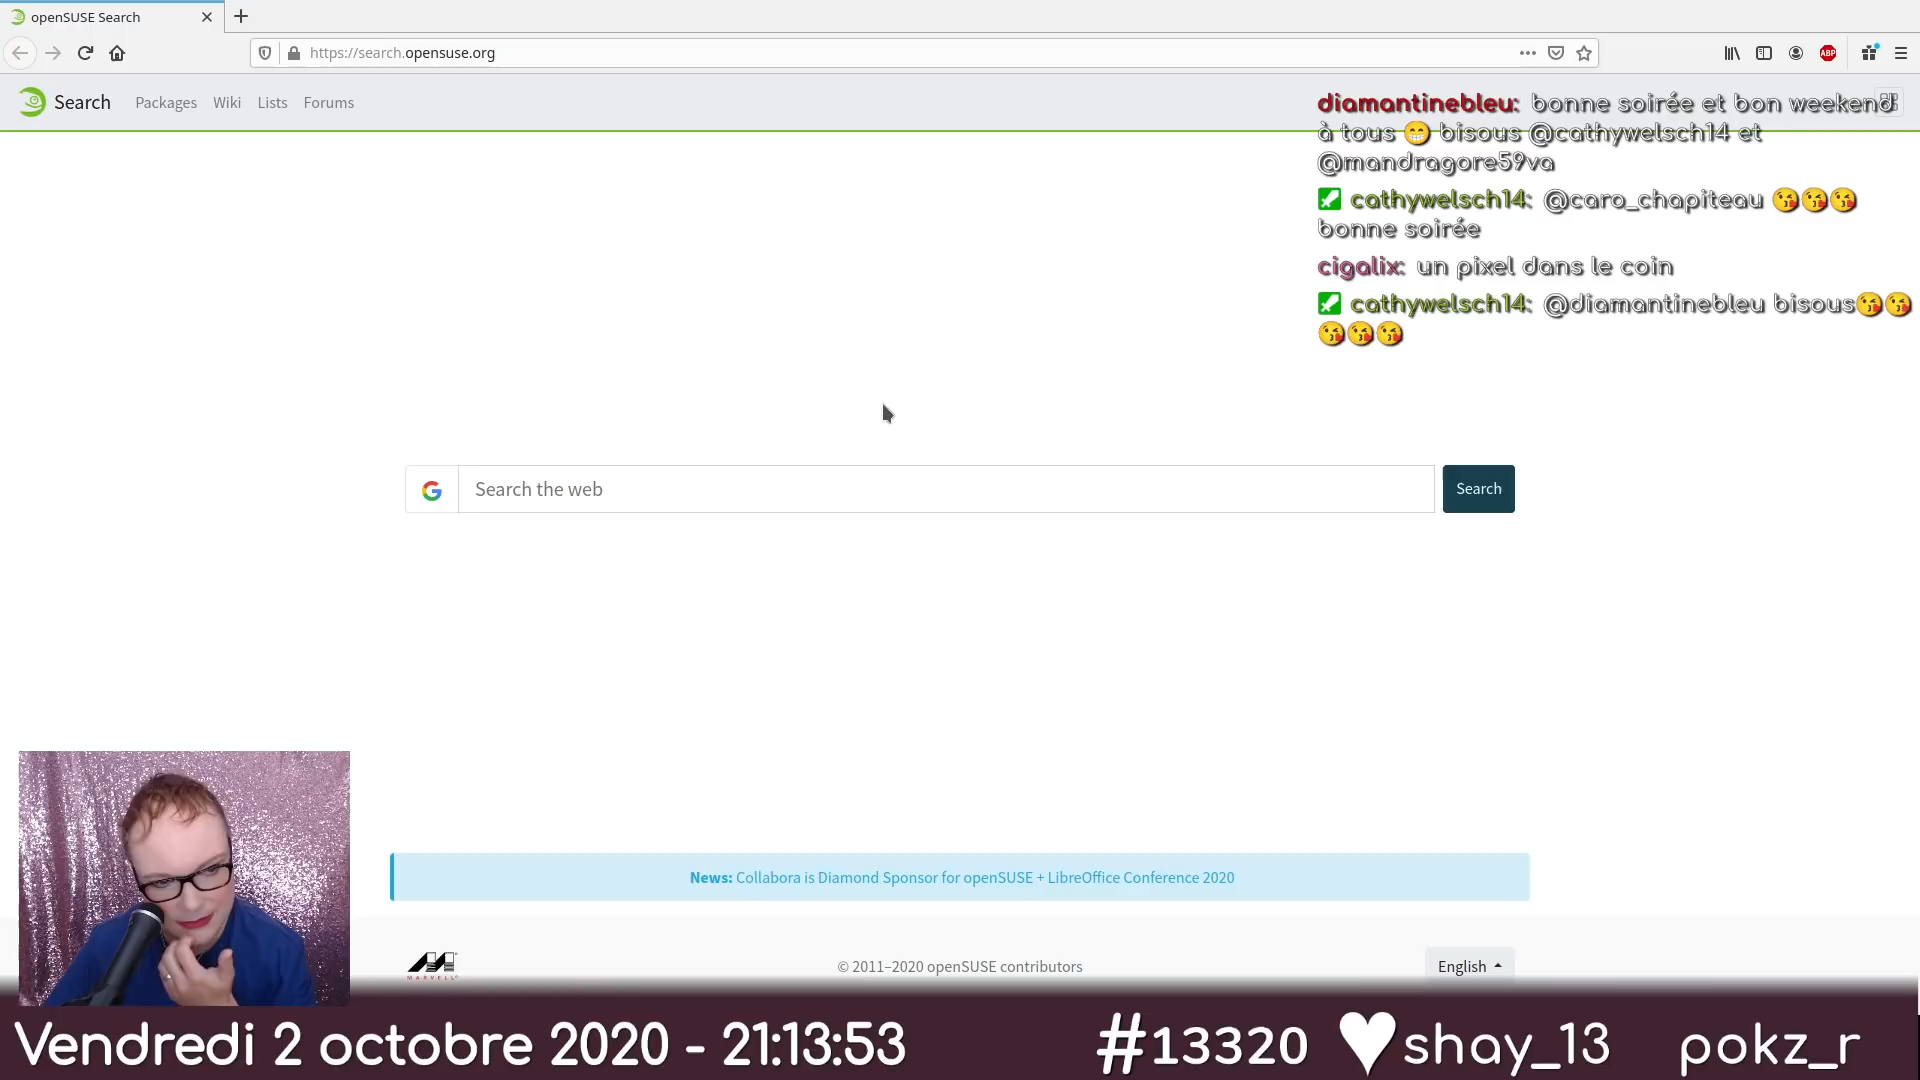 openSUSE Search
https://search.opensuse.org
ABP
Search Packages Wiki Lists Forums
diamantinebleu: bonne soirée et bon weekend
à tous 😁 bisous @cathywelsch14 et
@mandragore59va
cathywelsch14: @caro_chapiteau 😘😘😘
bonne soirée
cigalix: un pixel dans le coin
cathywelsch14: @diamantinebleu bisous😘😘
😘😘😘
Search the web
Search
News: Collabora is Diamond Sponsor for openSUSE + LibreOffice Conference 2020
MARVELL
© 2011–2020 openSUSE contributors
English
Vendredi 2 octobre 2020 - 21:13:53
#13320 ♥shay_13 pokz_r